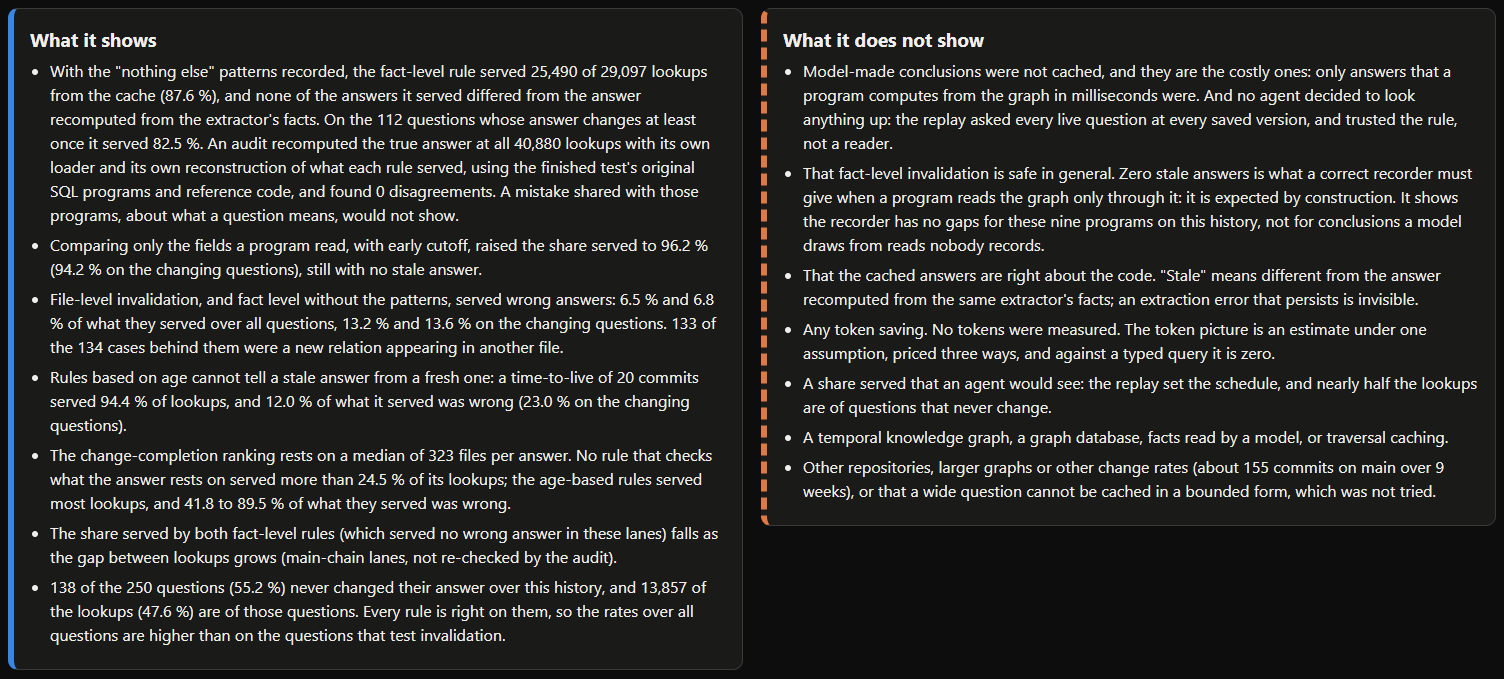 What it shows
• With the "nothing else" patterns recorded, the fact-level rule served 25,490 of 29,097 lookups
from the cache (87.6 %), and none of the answers it served differed from the answer
recomputed from the extractor's facts. On the 112 questions whose answer changes at least
once it served 82.5 %. An audit recomputed the true answer at all 40,880 lookups with its own
loader and its own reconstruction of what each rule served, using the finished test's original
SQL programs and reference code, and found 0 disagreements. A mistake shared with those
programs, about what a question means, would not show.
• Comparing only the fields a program read, with early cutoff, raised the share served to 96.2 %
(94.2 % on the changing questions), still with no stale answer.
• File-level invalidation, and fact level without the patterns, served wrong answers: 6.5 % and 6.8
% of what they served over all questions, 13.2 % and 13.6 % on the changing questions. 133 of
the 134 cases behind them were a new relation appearing in another file.
• Rules based on age cannot tell a stale answer from a fresh one: a time-to-live of 20 commits
served 94.4 % of lookups, and 12.0 % of what it served was wrong (23.0 % on the changing
questions).
• The change-completion ranking rests on a median of 323 files per answer. No rule that checks
what the answer rests on served more than 24.5 % of its lookups; the age-based rules served
most lookups, and 41.8 to 89.5 % of what they served was wrong.
• The share served by both fact-level rules (which served no wrong answer in these lanes) falls as
the gap between lookups grows (main-chain lanes, not re-checked by the audit).
• 138 of the 250 questions (55.2 %) never changed their answer over this history, and 13,857 of
the lookups (47.6 %) are of those questions. Every rule is right on them, so the rates over all
questions are higher than on the questions that test invalidation.
What it does not show
• Model-made conclusions were not cached, and they are the costly ones: only answers that a
program computes from the graph in milliseconds were. And no agent decided to look
anything up: the replay asked every live question at every saved version, and trusted the rule,
not a reader.
• That fact-level invalidation is safe in general. Zero stale answers is what a correct recorder must
give when a program reads the graph only through it: it is expected by construction. It shows
the recorder has no gaps for these nine programs on this history, not for conclusions a model
draws from reads nobody records.
• That the cached answers are right about the code. "Stale" means different from the answer
recomputed from the same extractor's facts; an extraction error that persists is invisible.
• Any token saving. No tokens were measured. The token picture is an estimate under one
assumption, priced three ways, and against a typed query it is zero.
• A share served that an agent would see: the replay set the schedule, and nearly half the lookups
are of questions that never change.
• A temporal knowledge graph, a graph database, facts read by a model, or traversal caching.
• Other repositories, larger graphs or other change rates (about 155 commits on main over 9
weeks), or that a wide question cannot be cached in a bounded form, which was not tried.